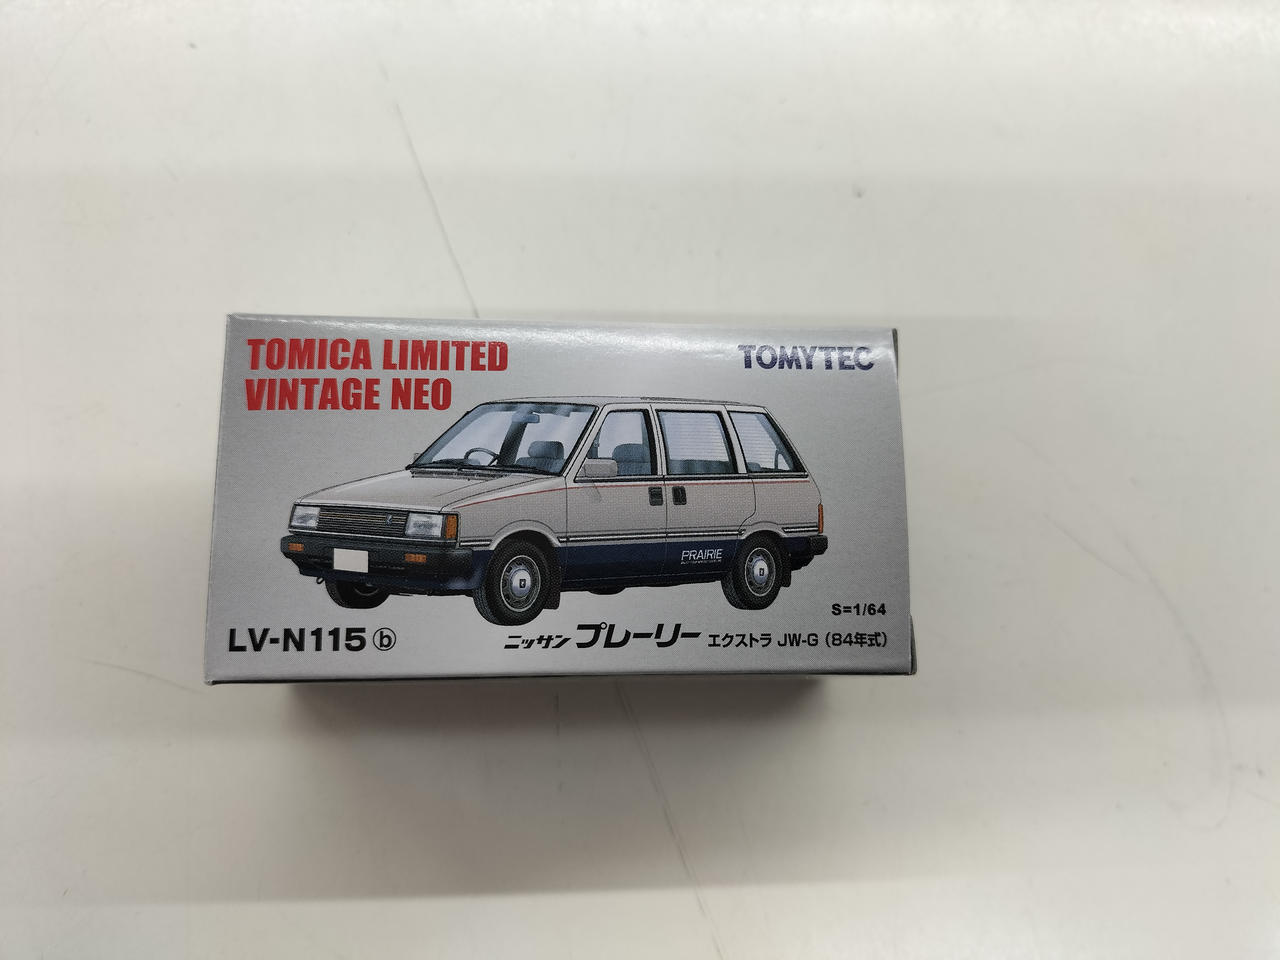 TOMICA LIMITED
VINTAGE NEO
TOMYTEC
PRAIRIE
S=1/64
LV-N115 ⓑ
ニッサン プレーリー エクストラ JW-G (84年式)